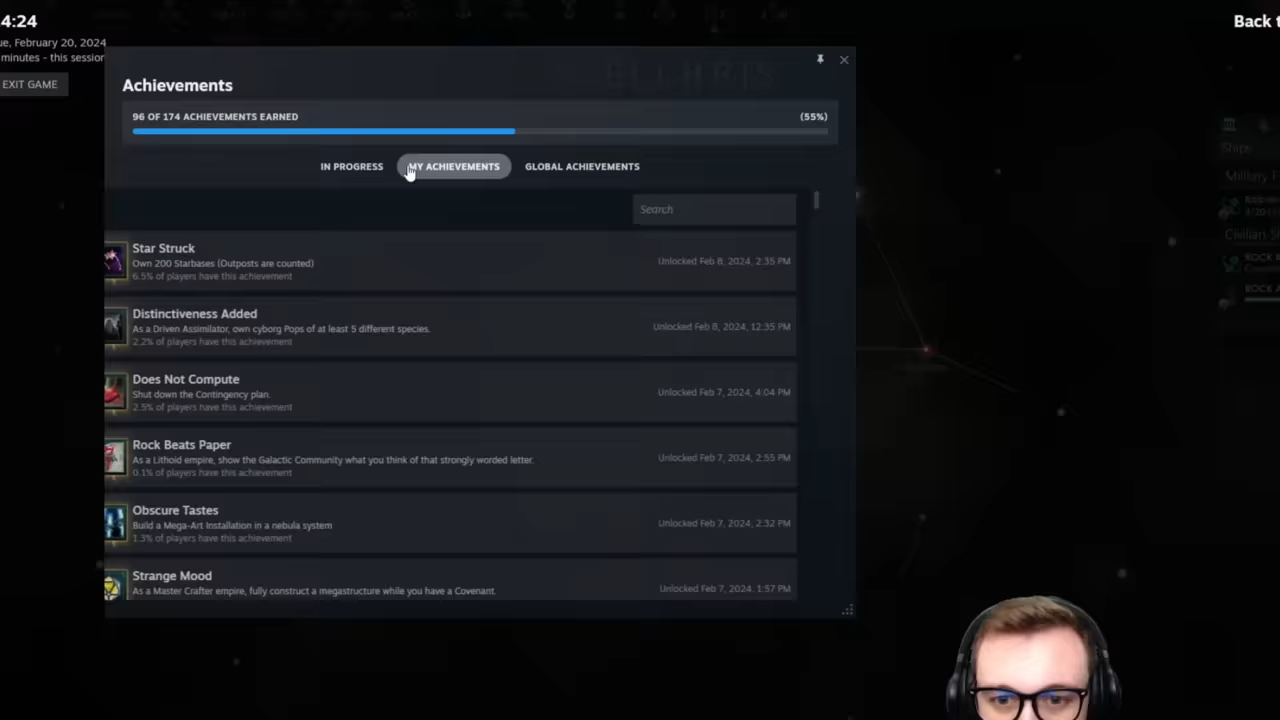 4:24
ue, February 20, 2024
minutes - this session
EXIT GAME
Back t
Achievements
96 OF 174 ACHIEVEMENTS EARNED
(55%)
IN PROGRESS
MY ACHIEVEMENTS
GLOBAL ACHIEVEMENTS
Search
Star Struck
Own 200 Starbases (Outposts are counted)
6.5% of players have this achievement
Unlocked Feb 8, 2024, 2:35 PM
Distinctiveness Added
As a Driven Assimilator, own cyborg Pops of at least 5 different species.
2.2% of players have this achievement
Unlocked Feb 8, 2024, 12:35 PM
Does Not Compute
Shut down the Contingency plan.
2.5% of players have this achievement
Unlocked Feb 7, 2024, 4:04 PM
Rock Beats Paper
As a Lithoid empire, show the Galactic Community what you think of that strongly worded letter.
0.1% of players have this achievement
Unlocked Feb 7, 2024, 2:55 PM
Obscure Tastes
Build a Mega-Art Installation in a nebula system
1.3% of players have this achievement
Unlocked Feb 7, 2024, 2:32 PM
Strange Mood
As a Master Crafter empire, fully construct a megastructure while you have a Covenant.
Unlocked Feb 7, 2024, 1:57 PM
Ships
Military F
Civilian S
ROCK
ROCK